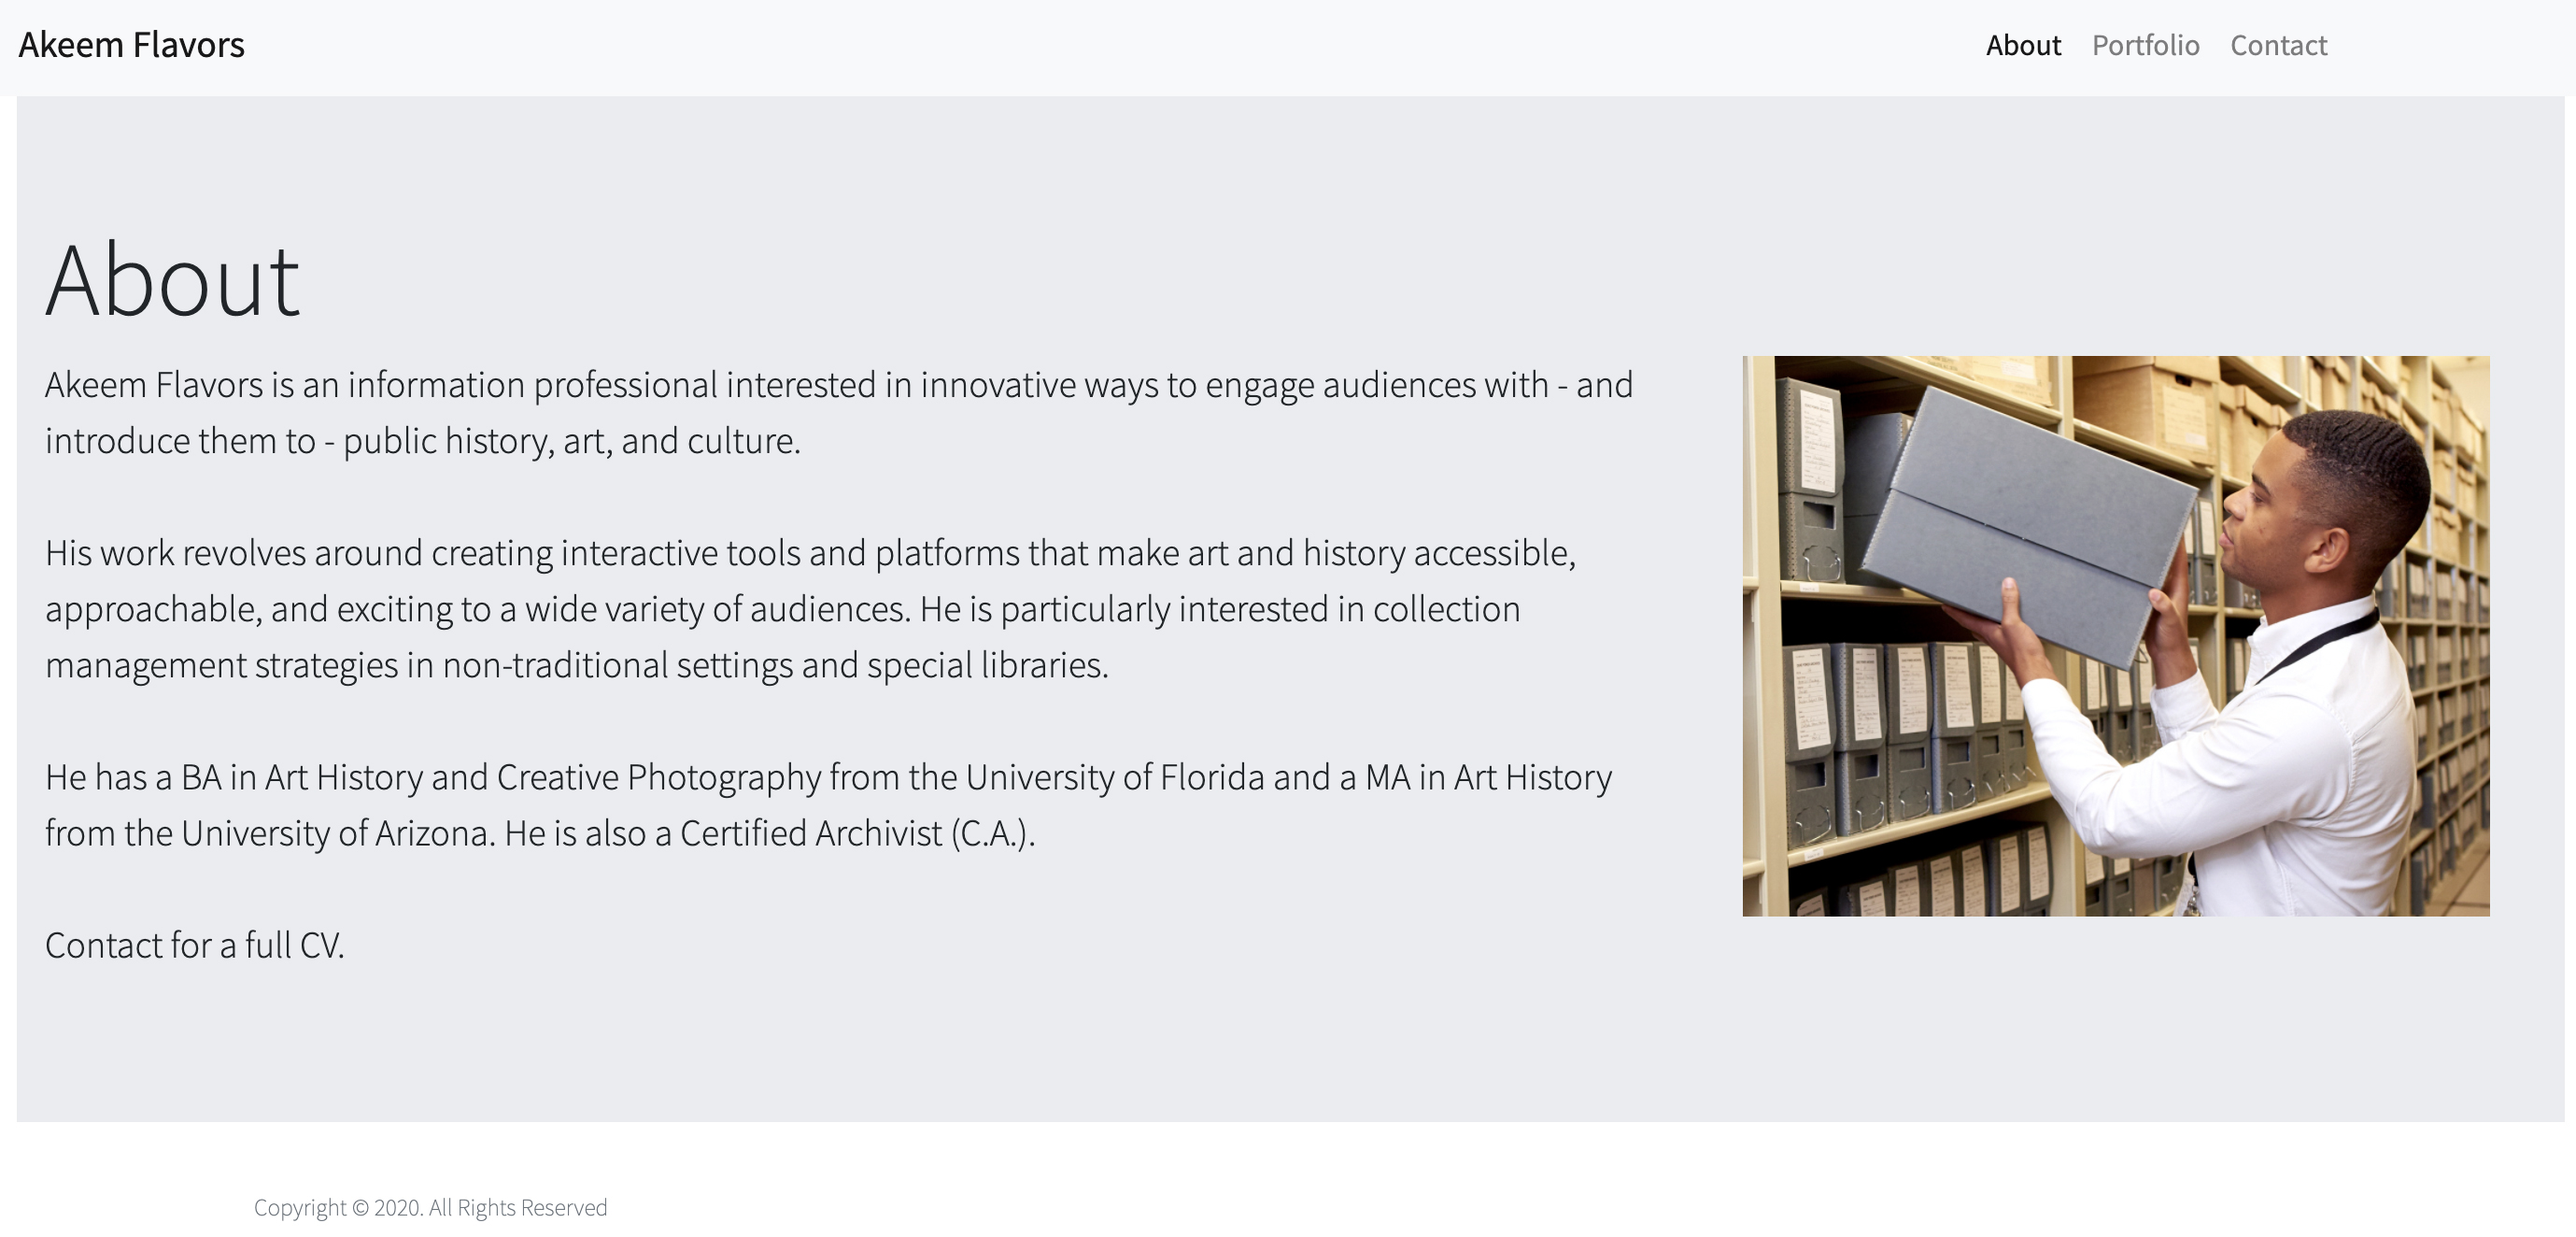 Akeem Flavors
About Portfolio Contact
About
Akeem Flavors is an information professional interested in innovative ways to engage audiences with - and
introduce them to - public history, art, and culture.
His work revolves around creating interactive tools and platforms that make art and history accessible,
approachable, and exciting to a wide variety of audiences. He is particularly interested in collection
management strategies in non-traditional settings and special libraries.
He has a BA in Art History and Creative Photography from the University of Florida and a MA in Art History
from the University of Arizona. He is also a Certified Archivist (C.A.).
Contact for a full CV.
Copyright © 2020. All Rights Reserved